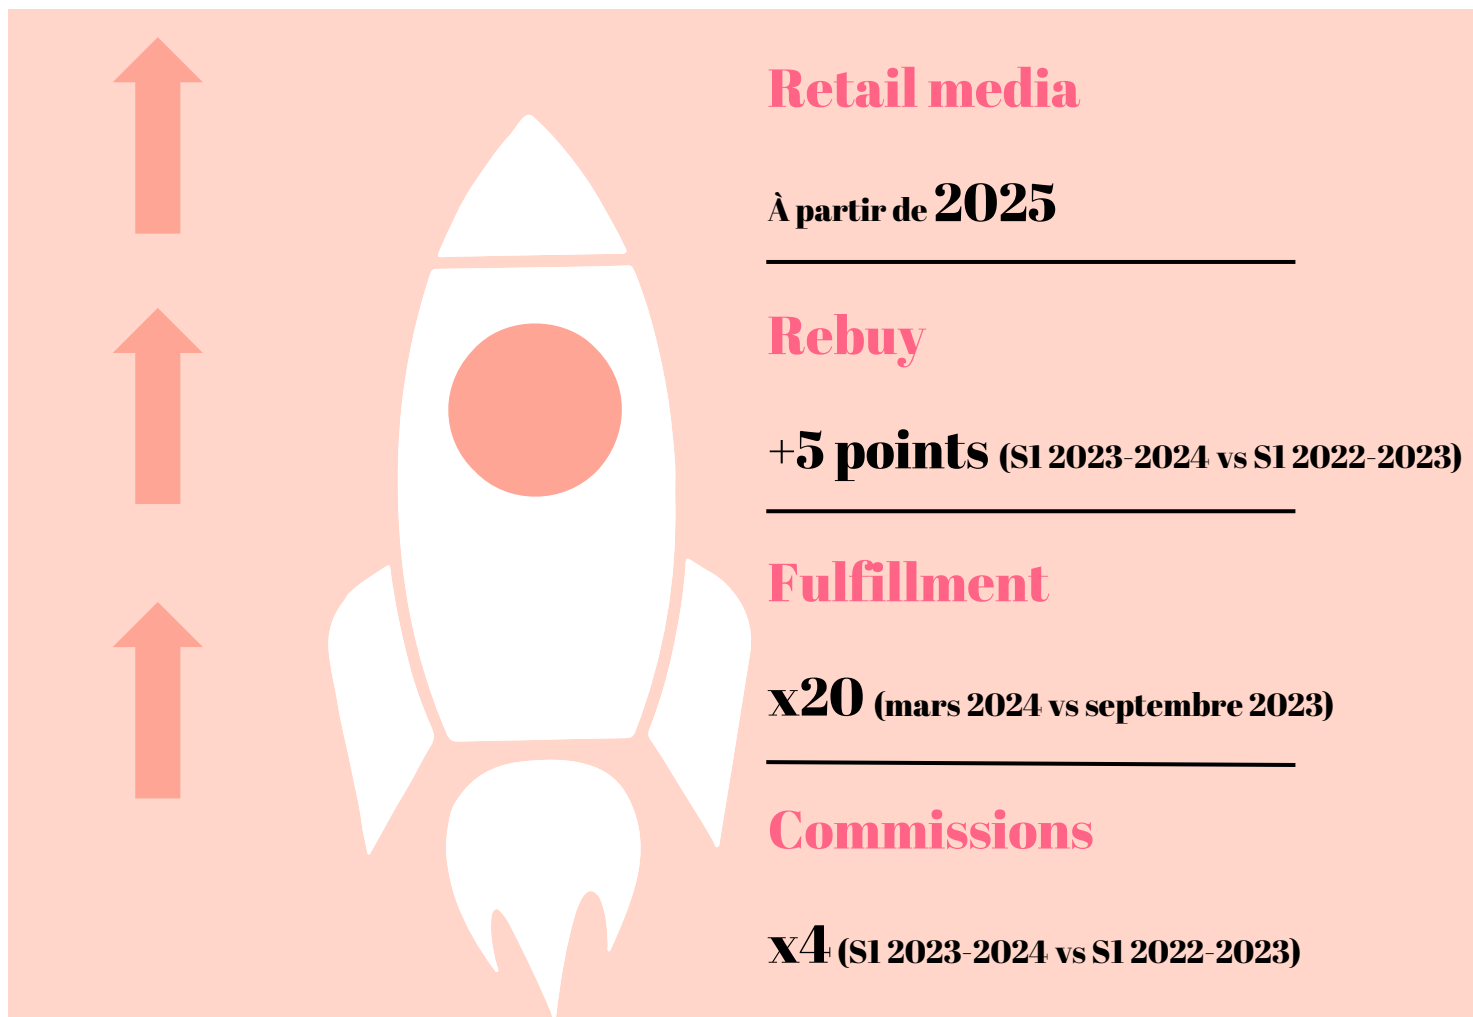 Retail media
À partir de 2025
Rebuy
+5 points (S1 2023-2024 vs S1 2022-2023)
Fulfillment
x20 (mars 2024 vs septembre 2023)
Commissions
x4 (S1 2023-2024 vs S1 2022-2023)